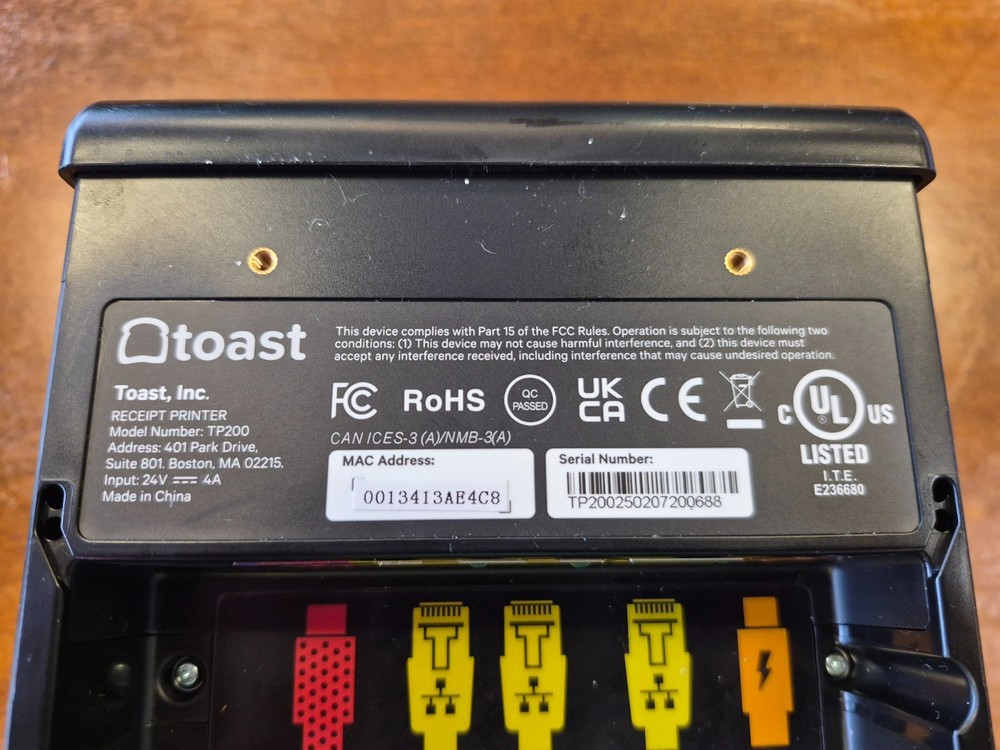 toast
This device complies with Part 15 of the FCC Rules. Operation is subject to the following two
conditions: (1) This device may not cause harmful interference, and (2) this device must
accept any interference received, including interference that may cause undesired operation.
Toast, Inc.
RECEIPT PRINTER
Model Number: TP200
Address: 401 Park Drive,
Suite 801. Boston, MA 02215.
Input: 24V ⎓ 4A
Made in China
FC RoHS QC PASSED UK CA CE
CAN ICES-3 (A)/NMB-3(A)
MAC Address:
0013413AE4C8
Serial Number:
TP200250207200688
C UL ® US
LISTED
I.T.E.
E236680